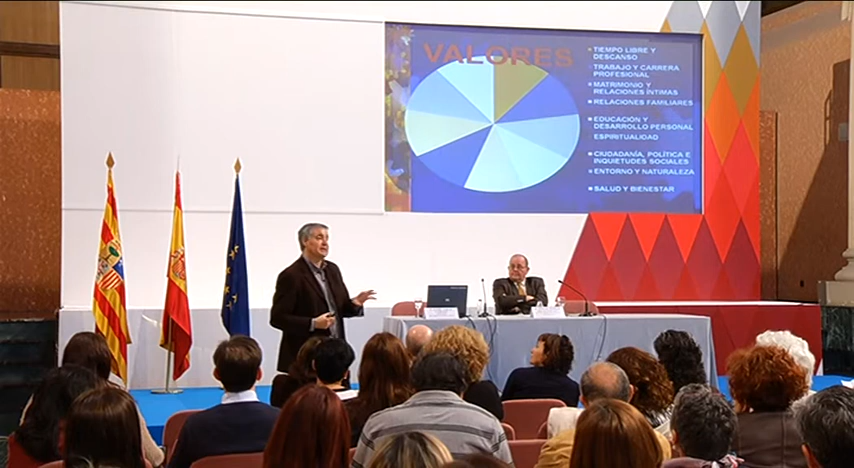 VALORES
TIEMPO LIBRE Y
DESCANSO
TRABAJO Y CARRERA
PROFESIONAL
MATRIMONIO Y
RELACIONES ÍNTIMAS
RELACIONES FAMILIARES
EDUCACIÓN Y
DESARROLLO PERSONAL
ESPIRITUALIDAD
CIUDADANÍA, POLÍTICA E
INQUIETUDES SOCIALES
ENTORNO Y NATURALEZA
SALUD Y BIENESTAR